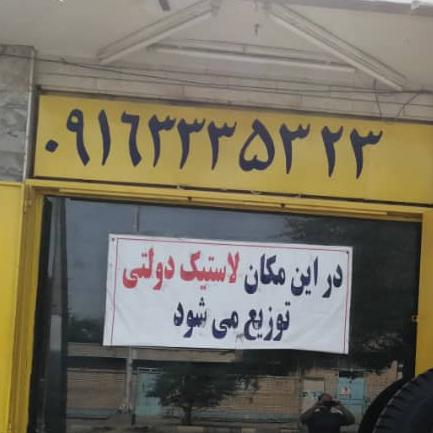 ۰۹۱۶۳۳۳۵۳۲۳
در این مکان لاستیک دولتی
توزیع می شود